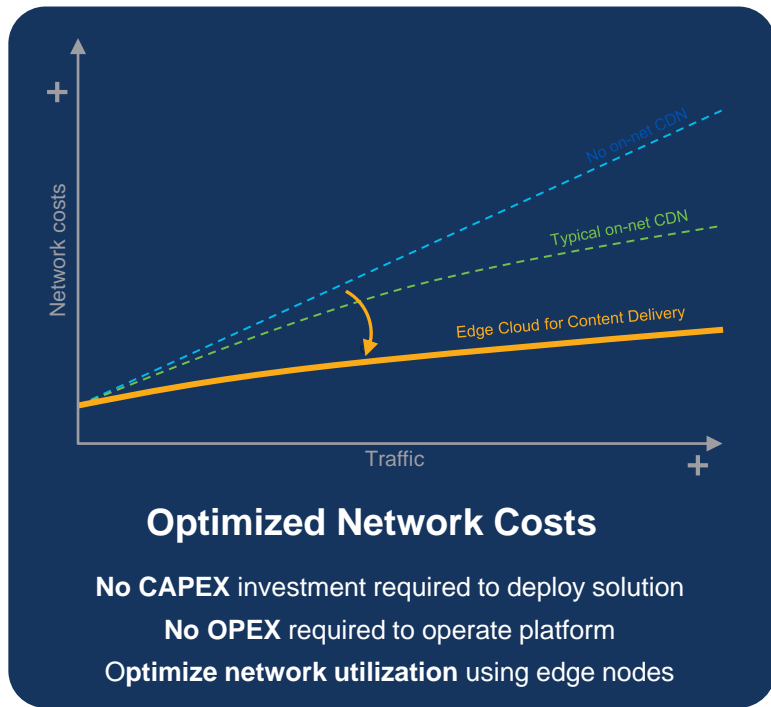 +
No on-net CDN
Typical on-net CDN
Edge Cloud for Content Delivery
Network costs
Traffic
+
Optimized Network Costs
No CAPEX investment required to deploy solution
No OPEX required to operate platform
Optimize network utilization using edge nodes